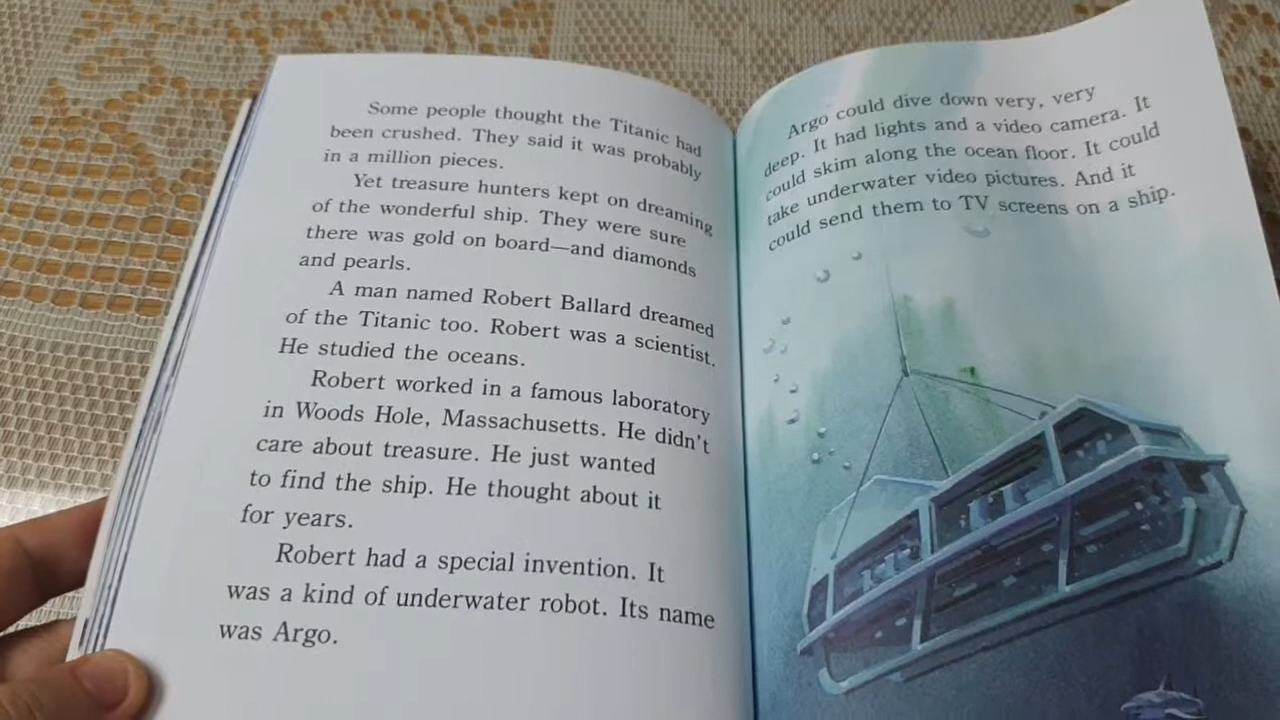 Some people thought the Titanic had
been crushed. They said it was probably
in a million pieces.
Yet treasure hunters kept on dreaming
of the wonderful ship. They were sure
there was gold on board—and diamonds
and pearls.
A man named Robert Ballard dreamed
of the Titanic too. Robert was a scientist.
He studied the oceans.
Robert worked in a famous laboratory
in Woods Hole, Massachusetts. He didn't
care about treasure. He just wanted
to find the ship. He thought about it
for years.
Robert had a special invention. It
was a kind of underwater robot. Its name
was Argo.
Argo could dive down very, very
deep. It had lights and a video camera. It
could skim along the ocean floor. It could
take underwater video pictures. And it
could send them to TV screens on a ship.